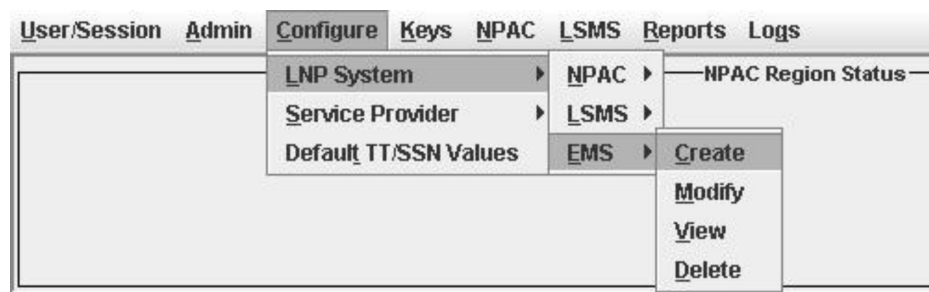 User/Session Admin Configure Keys NPAC LSMS Reports Logs
LNP System NPAC NPAC Region Status
Service Provider LSMS
Default TT/SSN Values EMS Create
Modify
View
Delete